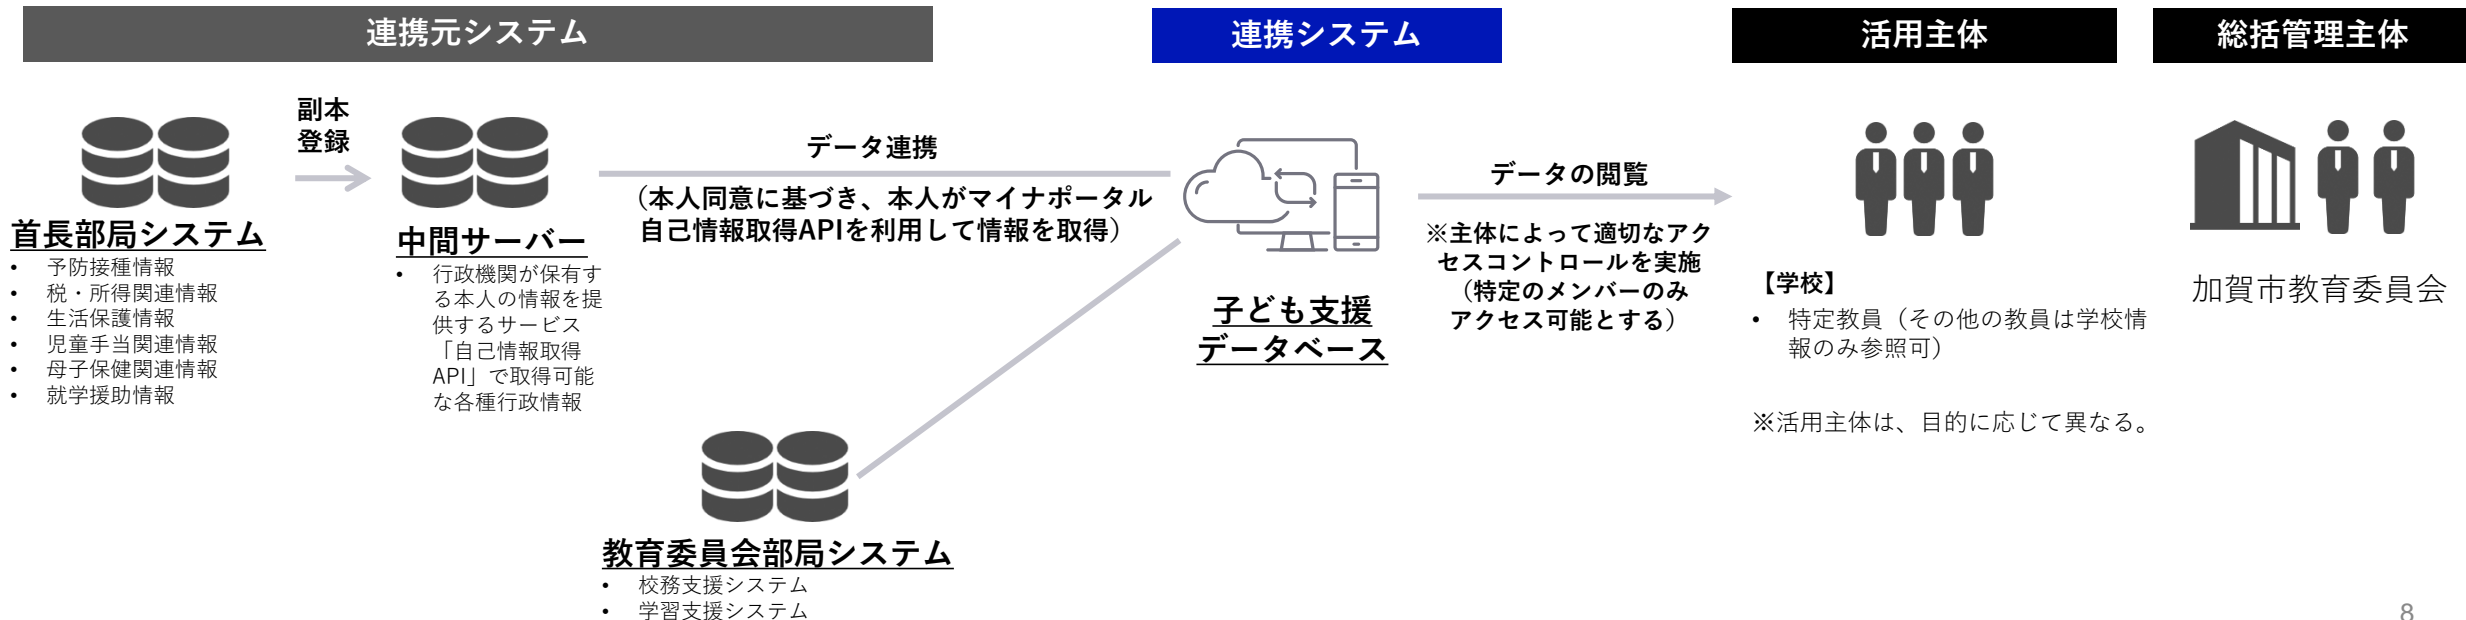 連携元システム
連携システム
活用主体
総括管理主体
副本
登録
首長部局システム
• 予防接種情報
• 税・所得関連情報
• 生活保護情報
• 児童手当関連情報
• 母子保健関連情報
• 就学援助情報
中間サーバー
• 行政機関が保有す
る本人の情報を提
供するサービス
「自己情報取得
API」で取得可能
な各種行政情報
データ連携
（本人同意に基づき、本人がマイナポータル
自己情報取得APIを利用して情報を取得）
教育委員会部局システム
• 校務支援システム
• 学習支援システム
子ども支援
データベース
データの閲覧
※主体によって適切なアク
セスコントロールを実施
（特定のメンバーのみ
アクセス可能とする）
【学校】
• 特定教員（その他の教員は学校情
報のみ参照可）
※活用主体は、目的に応じて異なる。
加賀市教育委員会
8